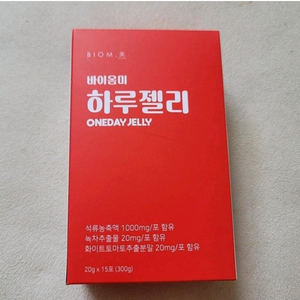 BIOM 美
바이옴미
하루젤리
ONEDAY JELLY
석류농축액 1000mg/포 함유
녹차추출물 20mg/포 함유
화이트토마토추출분말 20mg/포 함유
20g x 15포 (300g)